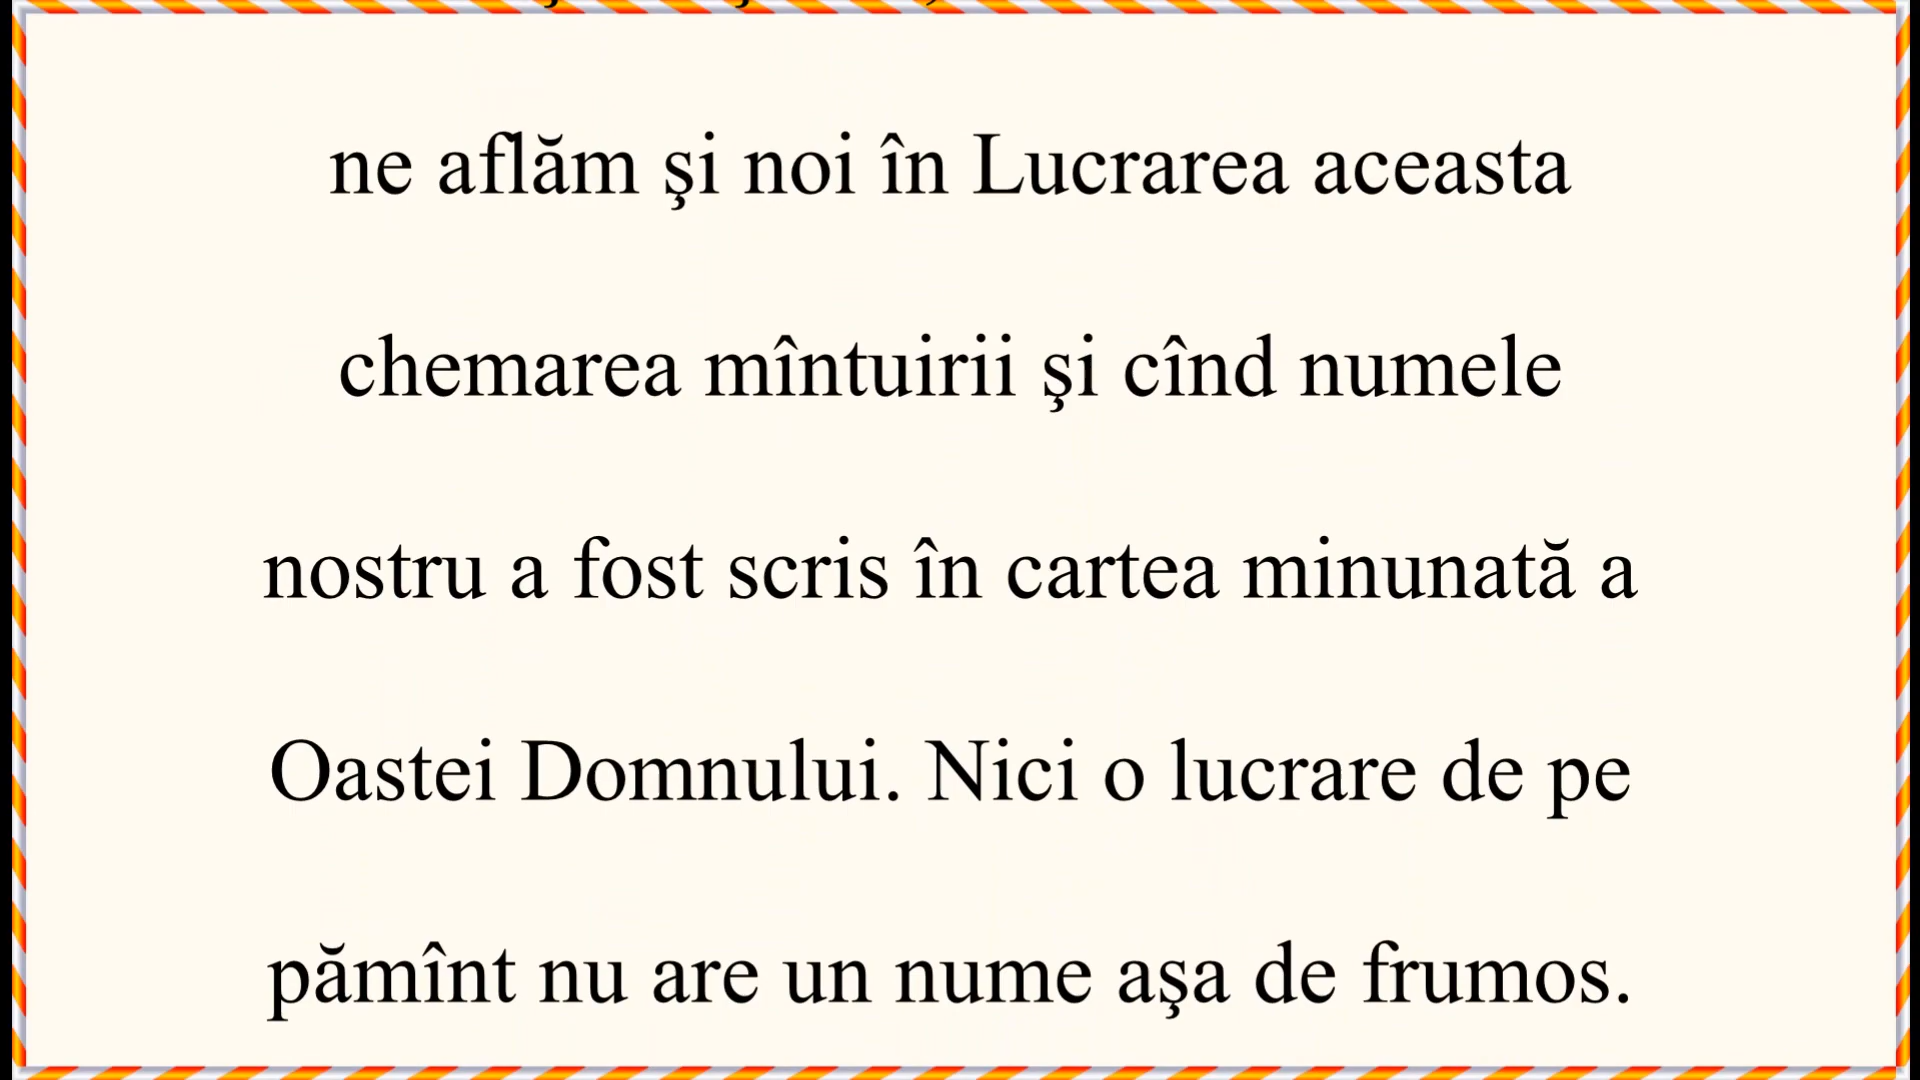 ne aflăm şi noi în Lucrarea aceasta
chemarea mîntuirii şi cînd numele
nostru a fost scris în cartea minunată a
Oastei Domnului. Nici o lucrare de pe
pămînt nu are un nume aşa de frumos.